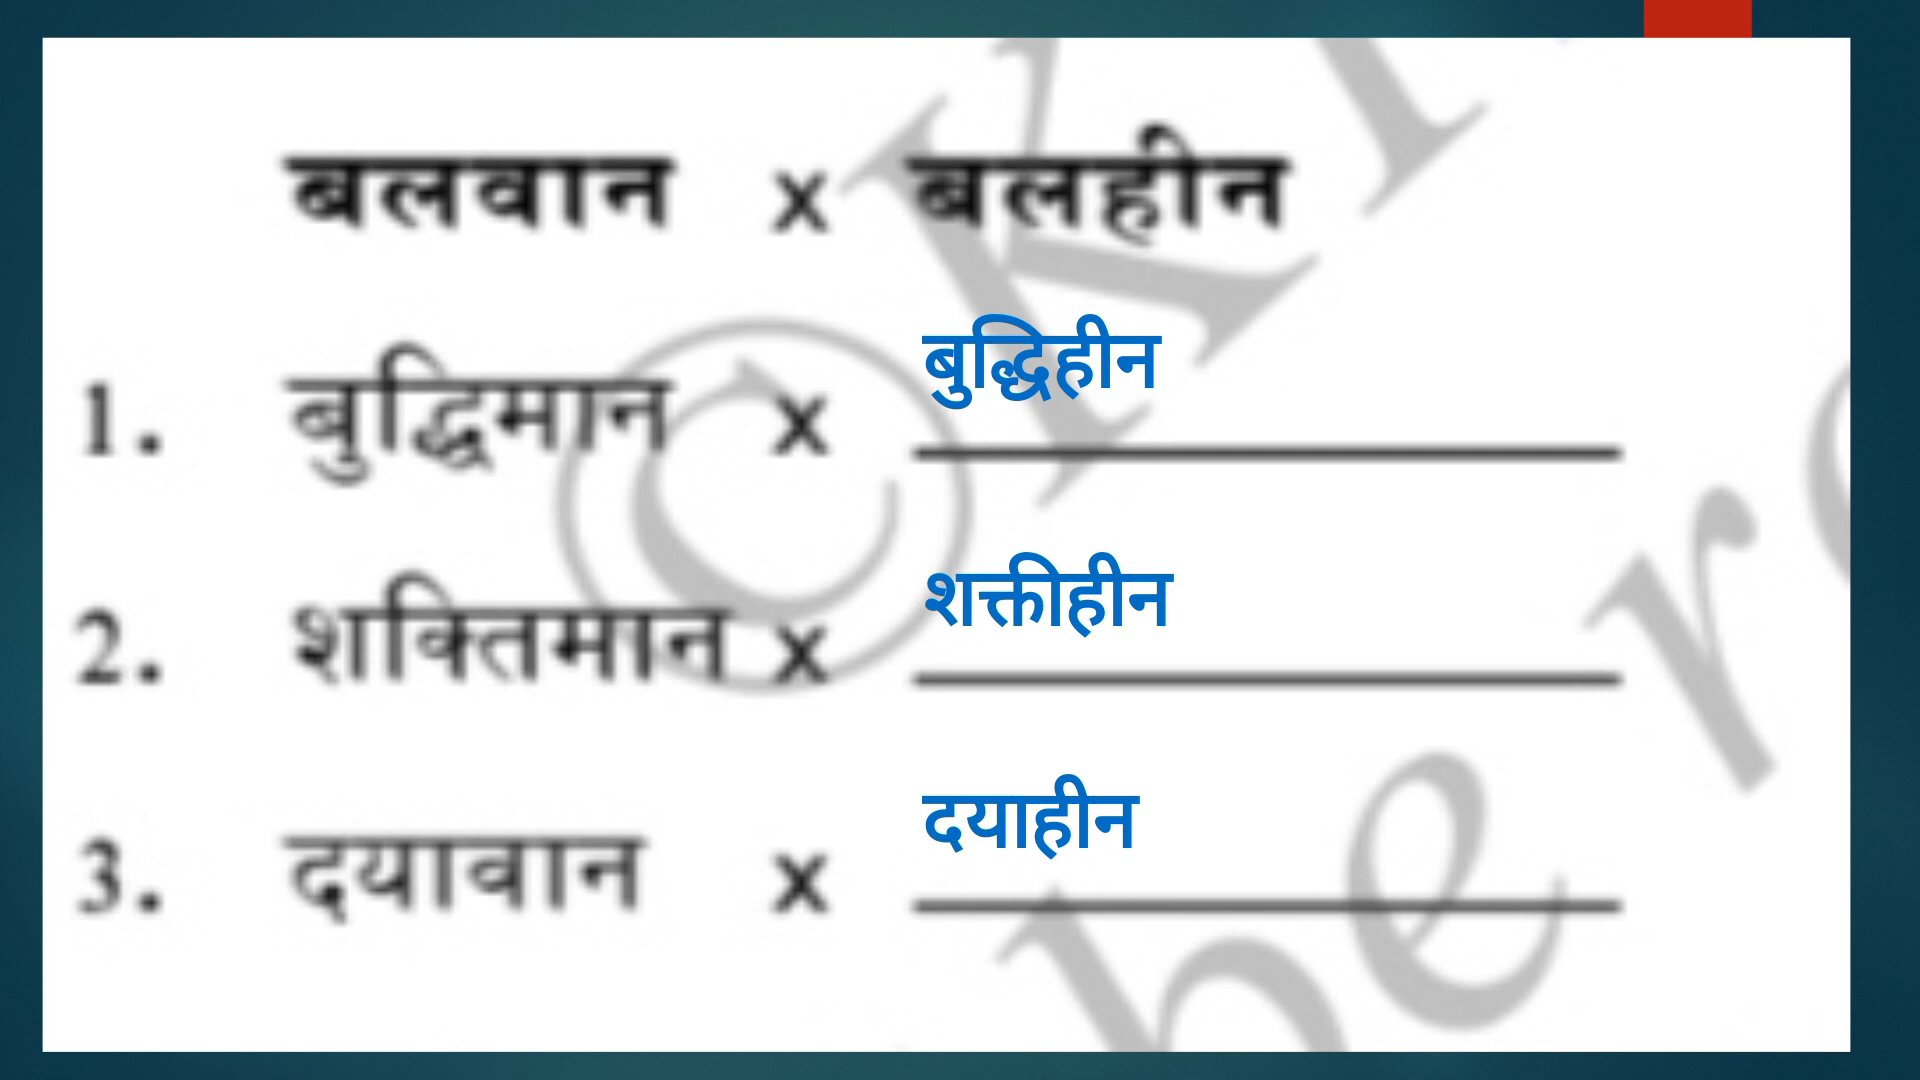 बलवान x बलहीन
1. बुद्धिमान x बुद्धिहीन
2. शक्तिमान x शक्तीहीन
3. दयावान x दयाहीन